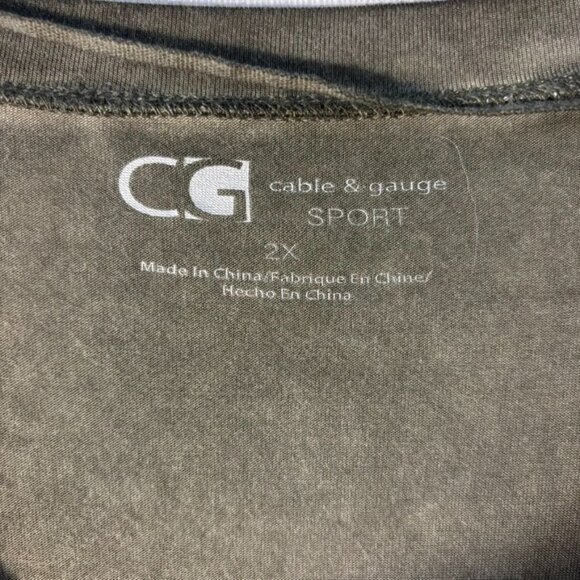 CG cable & gauge
SPORT
2X
Made In China/Fabrique En Chine/
Hecho En China